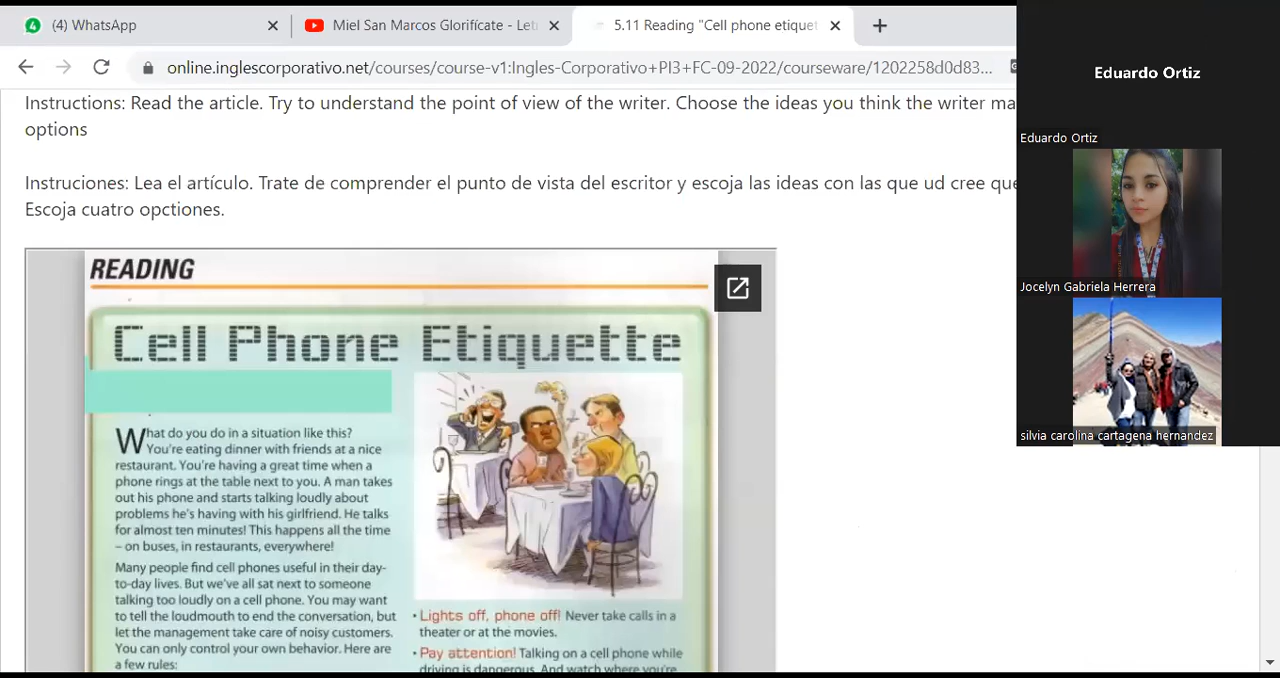 (4) WhatsApp
Miel San Marcos Glorifícate - Let
5.11 Reading "Cell phone etiquet
online.inglescorporativo.net/courses/course-v1:Ingles-Corporativo+PI3+FC-09-2022/courseware/1202258d0d83...
Eduardo Ortiz
Eduardo Ortiz
Jocelyn Gabriela Herrera
silvia carolina cartagena hernandez
Instructions: Read the article. Try to understand the point of view of the writer. Choose the ideas you think the writer ma
options
Instruciones: Lea el artículo. Trate de comprender el punto de vista del escritor y escoja las ideas con las que ud cree que
Escoja cuatro opctiones.
READING
Cell Phone Etiquette
What do you do in a situation like this?
You're eating dinner with friends at a nice
restaurant. You're having a great time when a
phone rings at the table next to you. A man takes
out his phone and starts talking loudly about
problems he's having with his girlfriend. He talks
for almost ten minutes! This happens all the time
– on buses, in restaurants, everywhere!
Many people find cell phones useful in their day-
to-day lives. But we've all sat next to someone
talking too loudly on a cell phone. You may want
to tell the loudmouth to end the conversation, but
let the management take care of noisy customers.
You can only control your own behavior. Here are
a few rules:
• Lights off, phone off! Never take calls in a
theater or at the movies.
• Pay attention! Talking on a cell phone while
driving is dangerous. And watch where you're